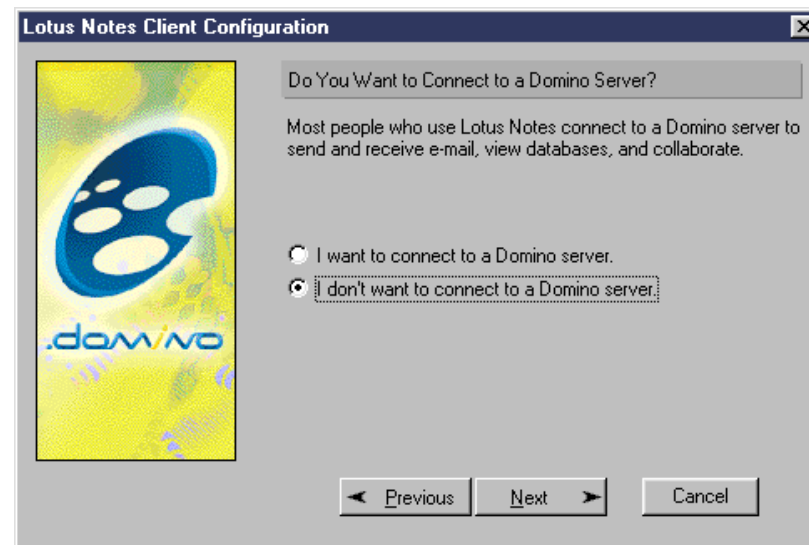 Lotus Notes Client Configuration
Do You Want to Connect to a Domino Server?
Most people who use Lotus Notes connect to a Domino server to
send and receive e-mail, view databases, and collaborate.
I want to connect to a Domino server.
I don't want to connect to a Domino server.
.domino
Previous
Next
Cancel